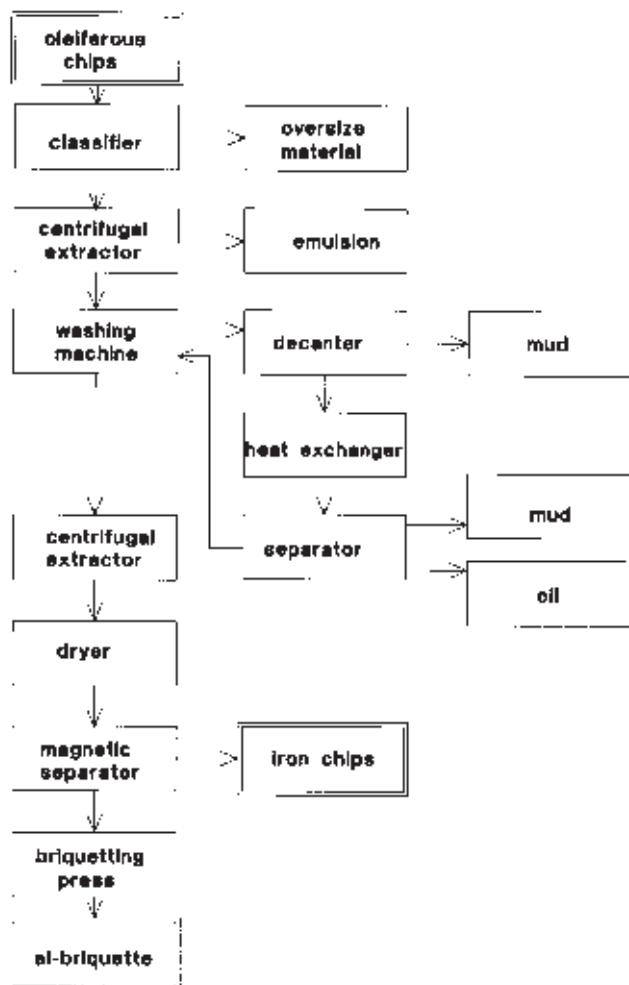 oleiferous
chips
classifier
oversize
material
centrifugal
extractor
emulsion
washing
machine
decanter
mud
heat exchanger
centrifugal
extractor
separator
mud
oil
dryer
magnetic
separator
iron chips
briquetting
press
al-briquette